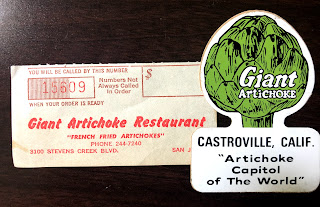 YOU WILL BE CALLED BY THIS NUMBER
15509
Numbers Not
Always Called
In Order
$
WHEN YOUR ORDER IS READY
Giant Artichoke Restaurant
"FRENCH FRIED ARTICHOKES"
PHONE 244-7240
3100 STEVENS CREEK BLVD. SAN J
Giant
ARTICHOKE
CASTROVILLE, CALIF.
"Artichoke
Capitol
of The World"